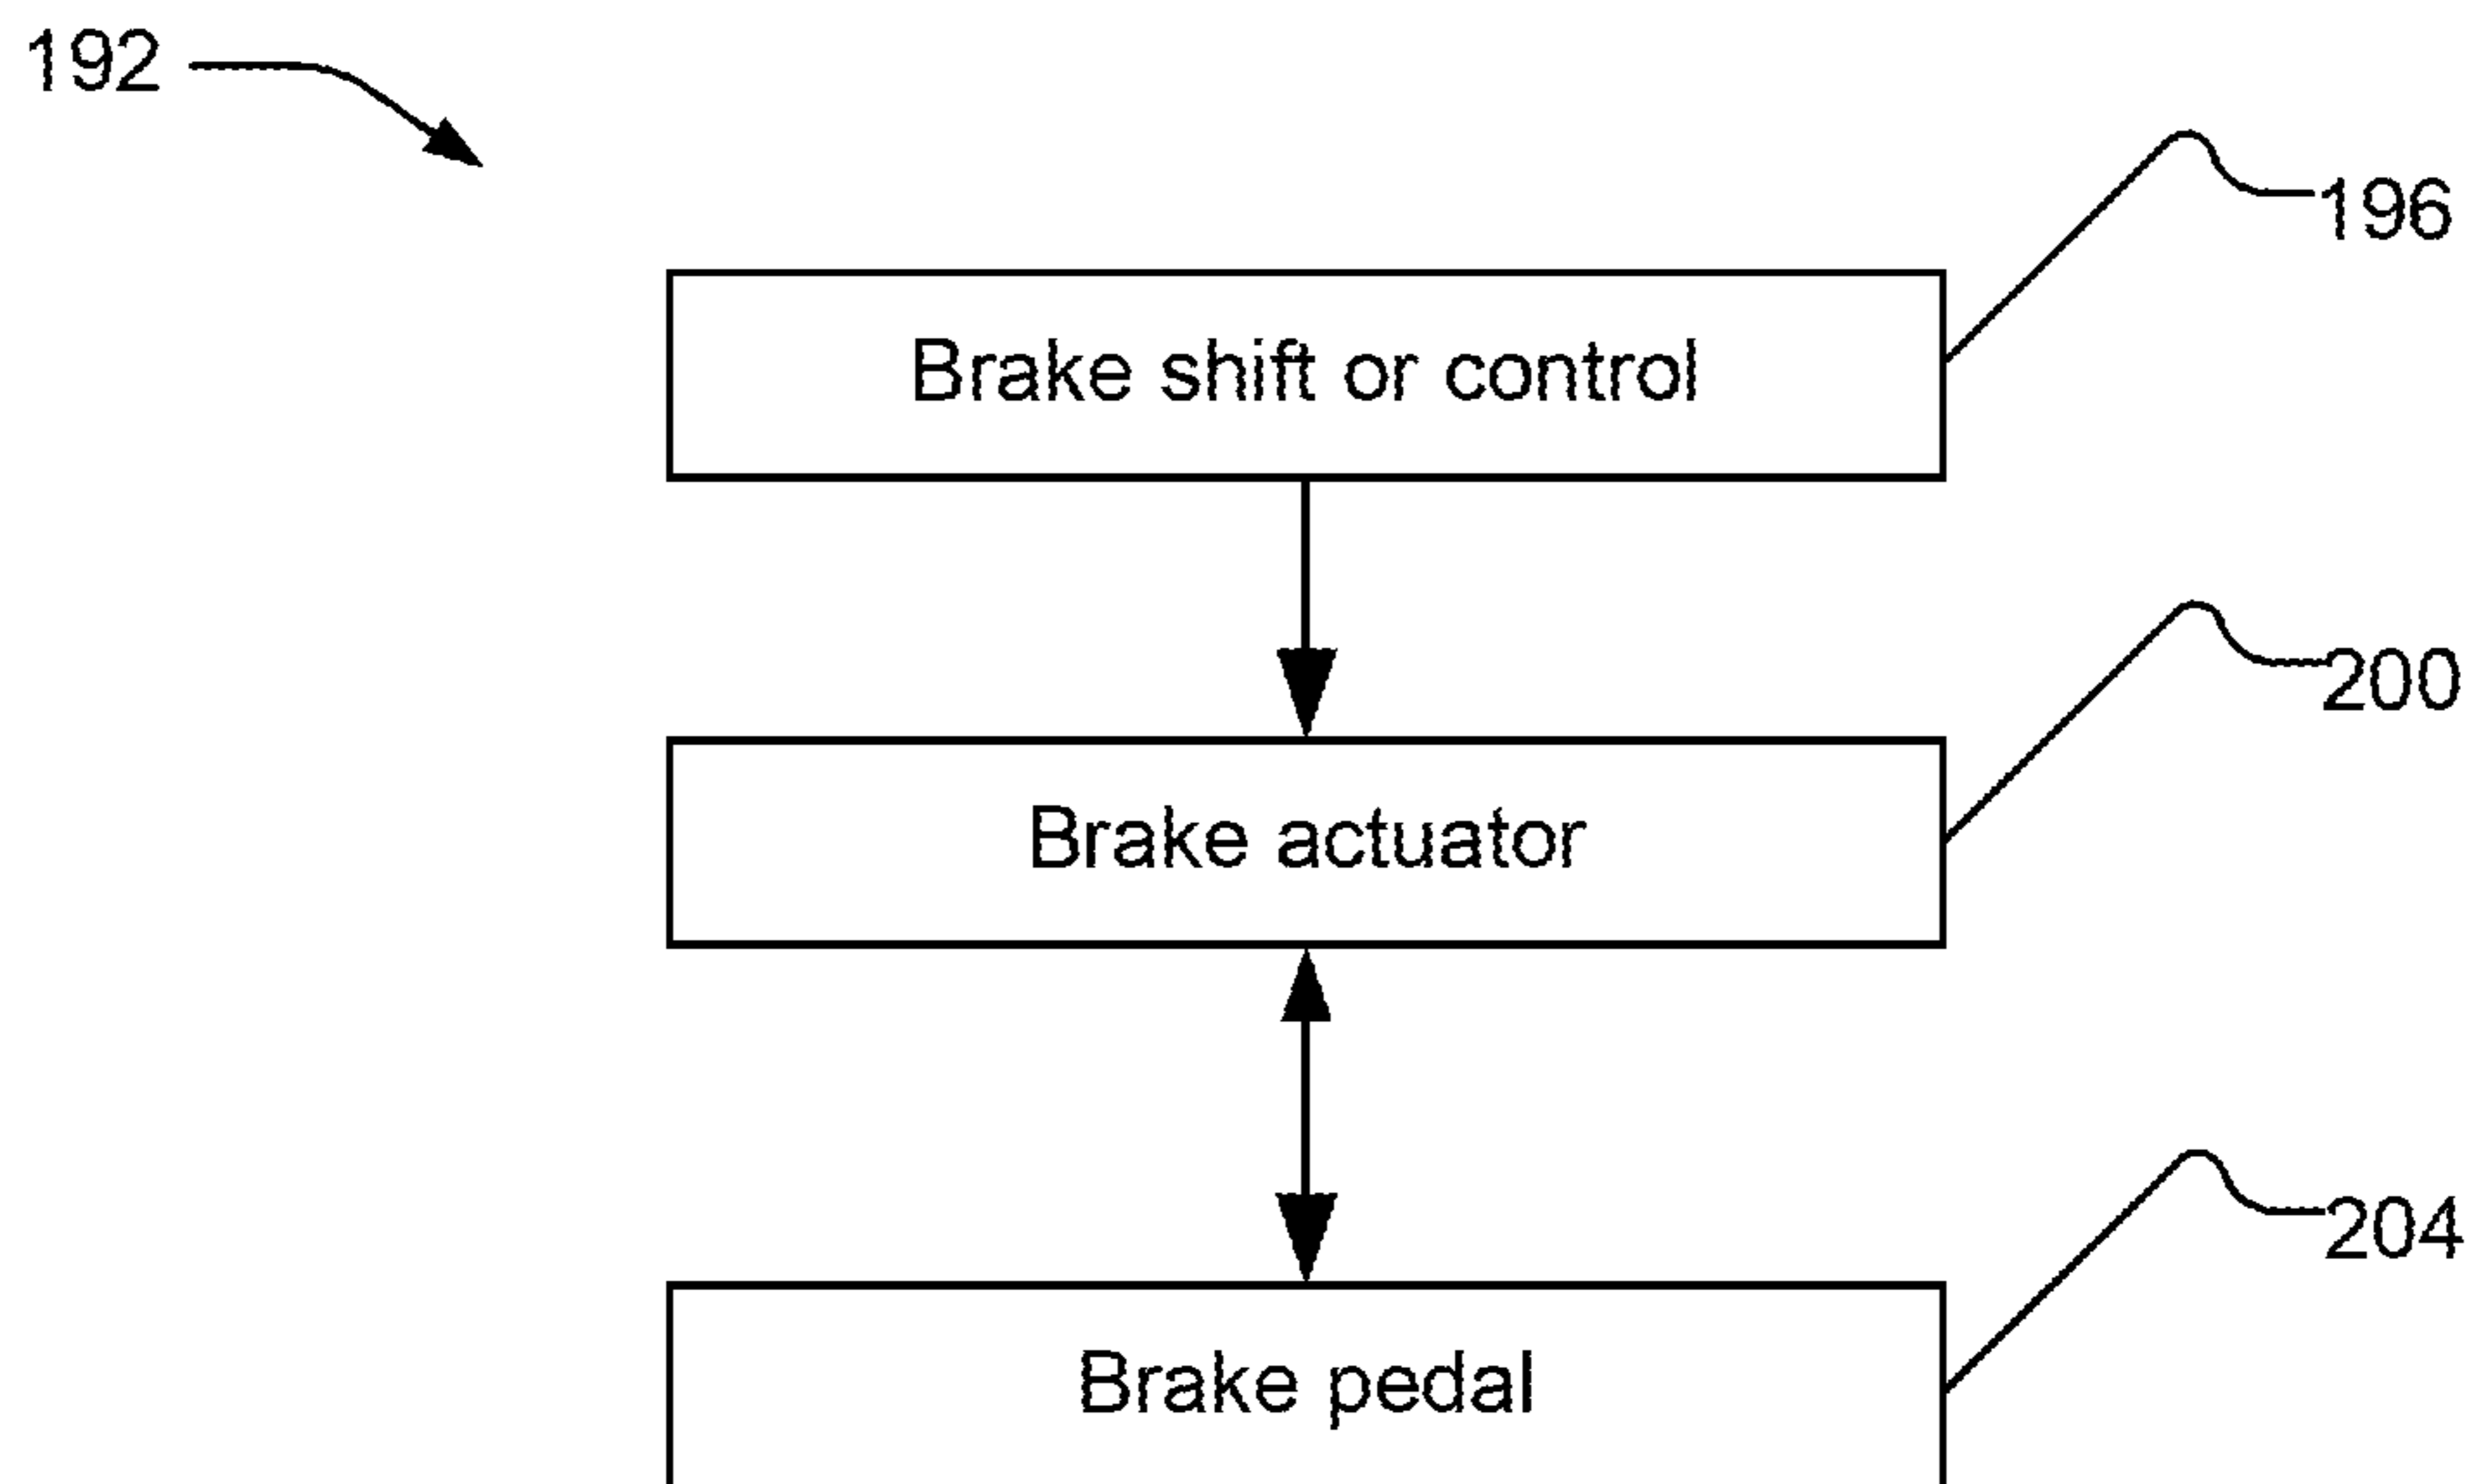 192
196
Brake shift or control
200
Brake actuator
204
Brake pedal